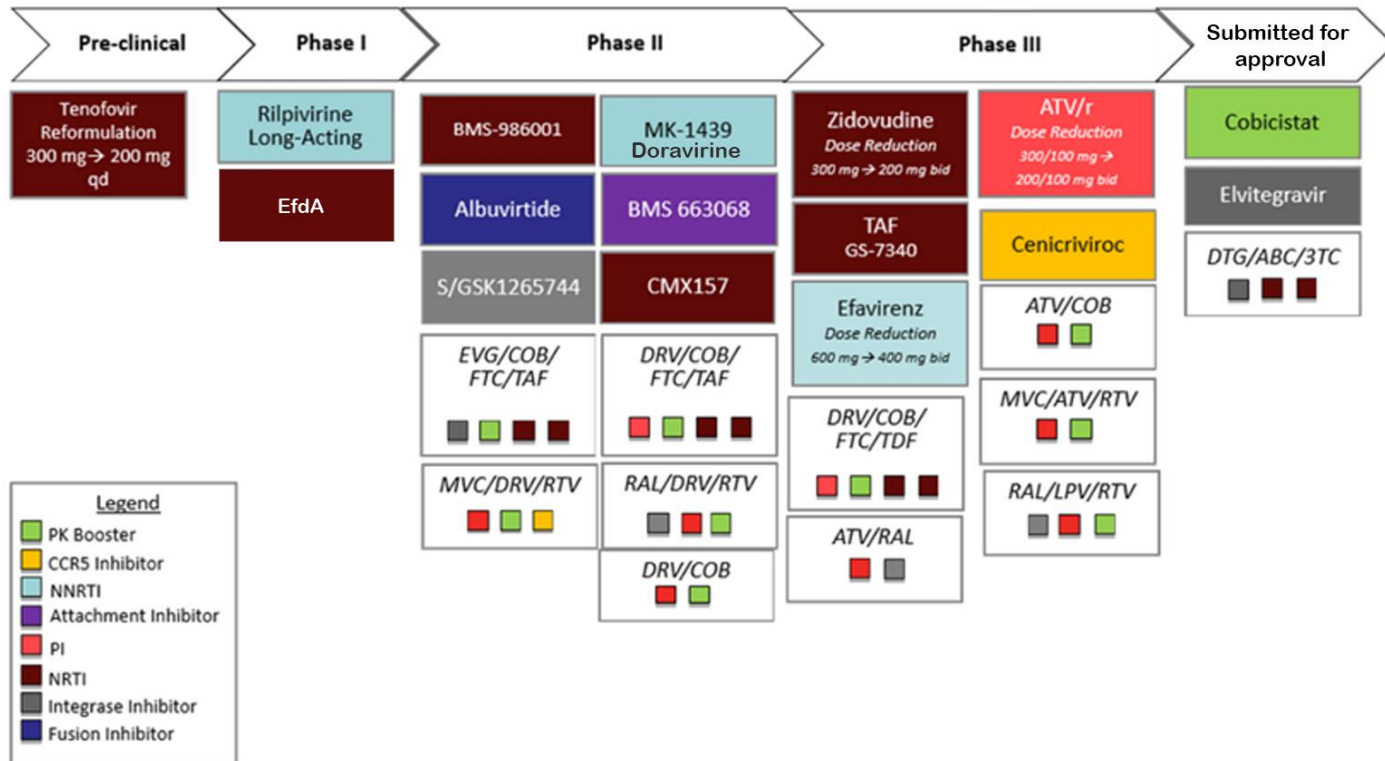 Pre-clinical
Phase I
Phase II
Phase III
Submitted for
approval
Tenofovir
Reformulation
300 mg→ 200 mg
qd
Rilpivirine
Long-Acting
EfdA
BMS-986001
Albuvirtide
S/GSK1265744
EVG/COB/
FTC/TAF
MVC/DRV/RTV
MK-1439
Doravirine
BMS 663068
CMX157
DRV/COB/
FTC/TAF
RAL/DRV/RTV
DRV/COB
Zidovudine
Dose Reduction
300 mg → 200 mg bid
TAF
GS-7340
Efavirenz
Dose Reduction
600 mg → 400 mg bid
DRV/COB/
FTC/TDF
ATV/RAL
ATV/r
Dose Reduction
300/100 mg →
200/100 mg bid
Cenicriviroc
ATV/COB
MVC/ATV/RTV
RAL/LPV/RTV
Cobicistat
Elvitegravir
DTG/ABC/3TC
Legend
PK Booster
CCR5 Inhibitor
NNRTI
Attachment Inhibitor
PI
NRTI
Integrase Inhibitor
Fusion Inhibitor